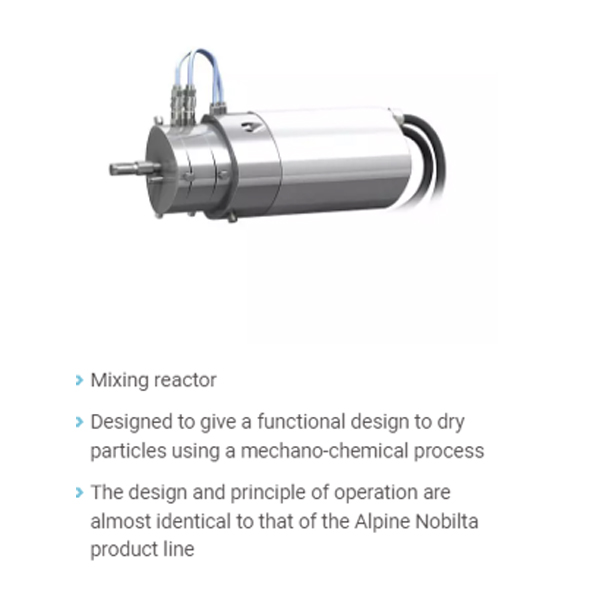 Mixing reactor
Designed to give a functional design to dry
particles using a mechano-chemical process
The design and principle of operation are
almost identical to that of the Alpine Nobilta
product line